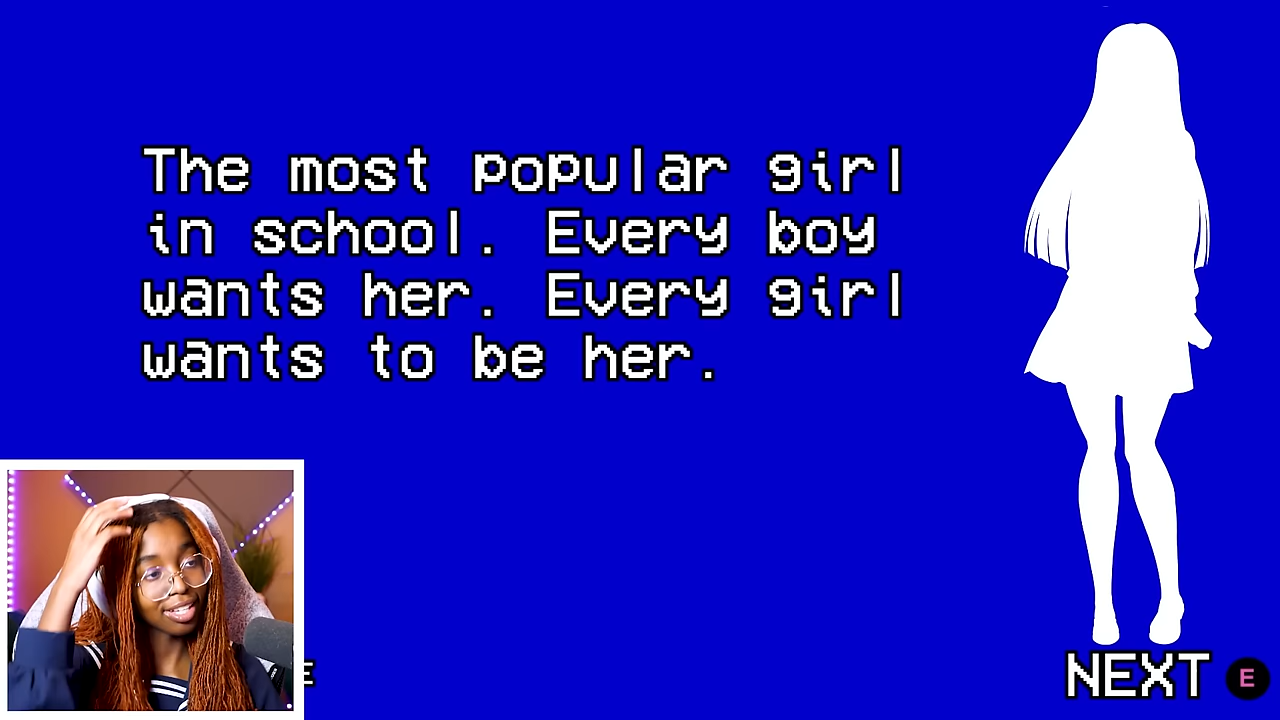 The most popular girl
in school. Every boy
wants her. Every girl
wants to be her.
E
NEXT E